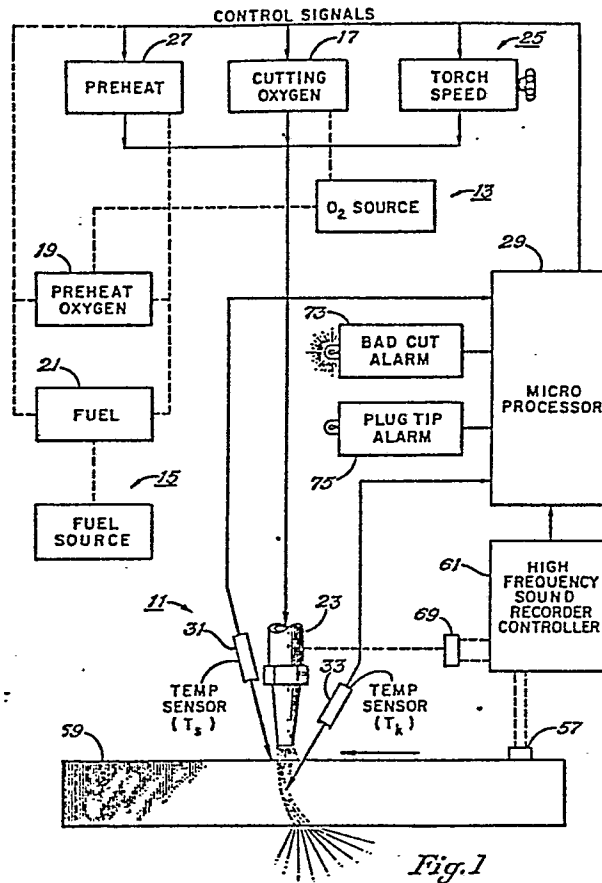 CONTROL SIGNALS
27
17
25
PREHEAT
CUTTING
OXYGEN
TORCH
SPEED
O2 SOURCE
13
19
PREHEAT
OXYGEN
29
73
BAD CUT
ALARM
MICRO
PROCESSOR
21
FUEL
PLUG TIP
ALARM
75
15
FUEL
SOURCE
61
HIGH
FREQUENCY
SOUND
RECORDER
CONTROLLER
11
23
69
31
33
TEMP
SENSOR
(Ts)
TEMP
SENSOR
(Tk)
57
59
Fig.1